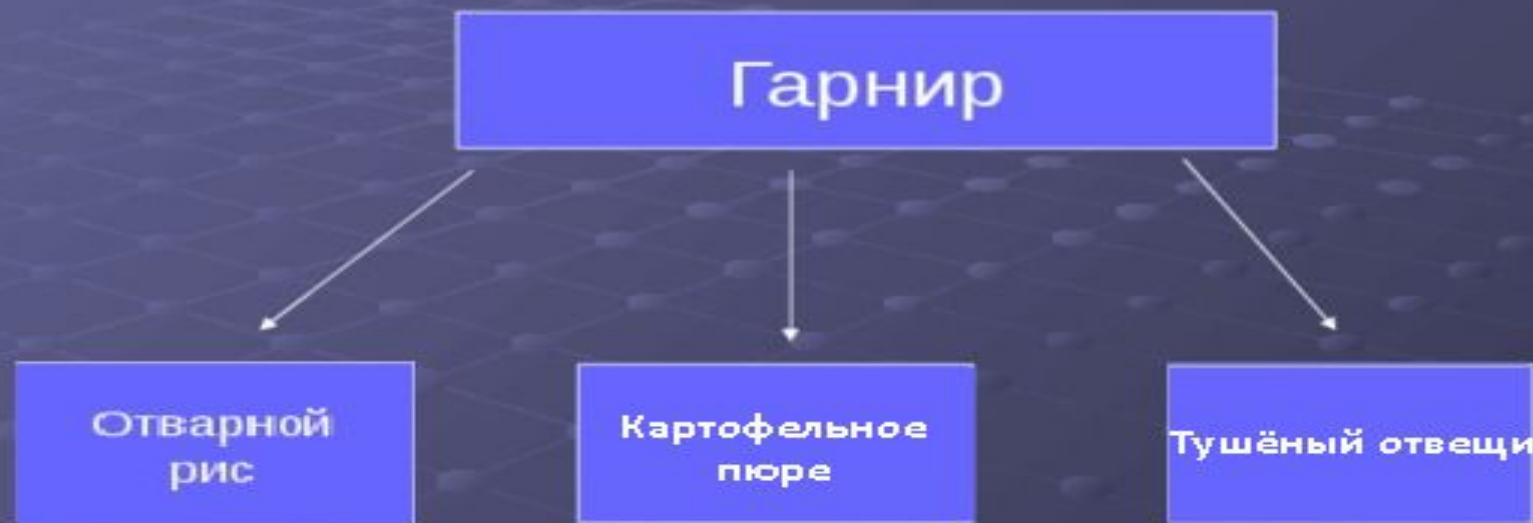 Гарнир
Отварной
рис
Картофельное
пюре
Тушёный отвещи